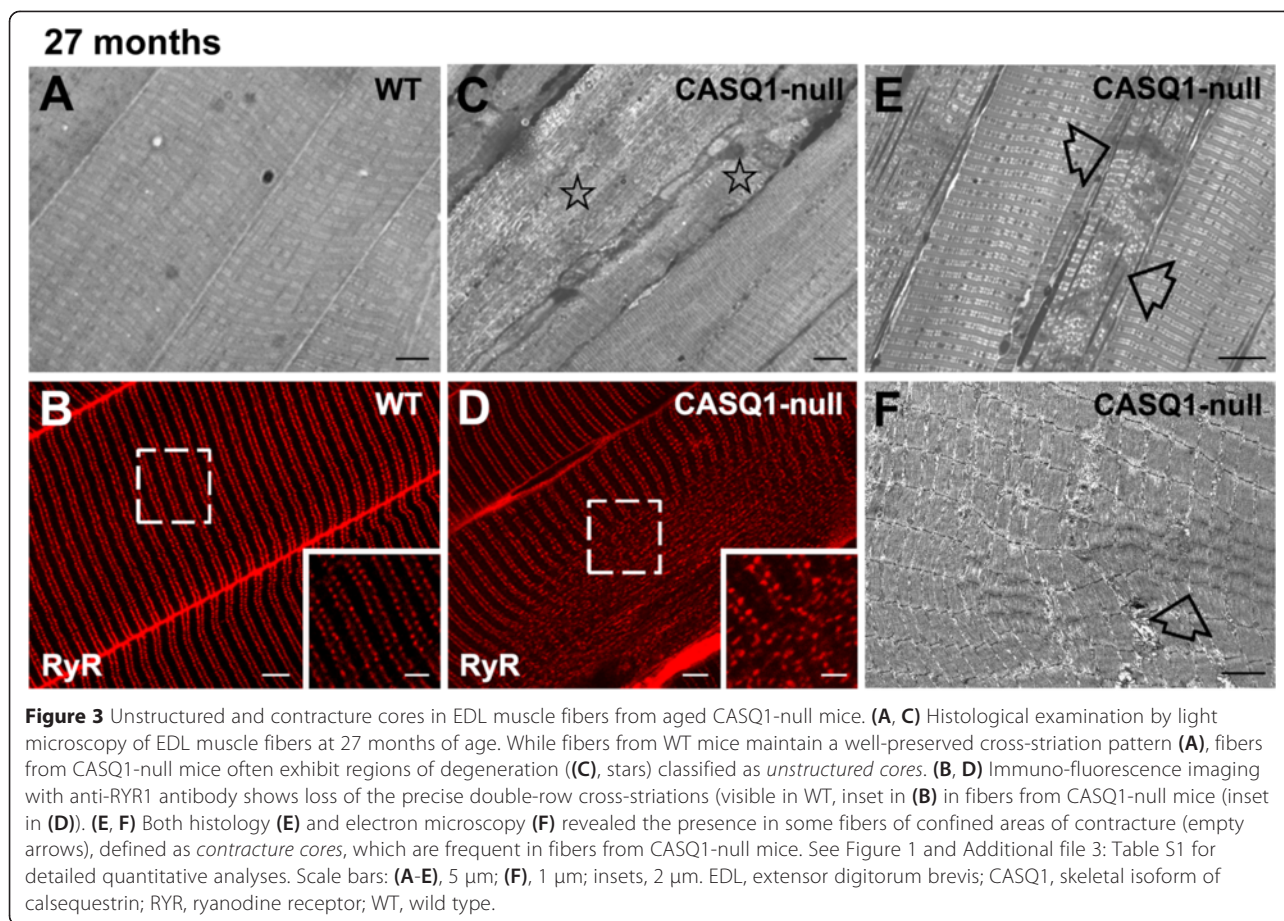 27 months
A
WT
C
CASQ1-null
E
CASQ1-null
B
WT
RyR
D
CASQ1-null
RyR
F
CASQ1-null
Figure 3 Unstructured and contracture cores in EDL muscle fibers from aged CASQ1-null mice. (A, C) Histological examination by light
microscopy of EDL muscle fibers at 27 months of age. While fibers from WT mice maintain a well-preserved cross-striation pattern (A), fibers
from CASQ1-null mice often exhibit regions of degeneration ((C), stars) classified as unstructured cores. (B, D) Immuno-fluorescence imaging
with anti-RYR1 antibody shows loss of the precise double-row cross-striations (visible in WT, inset in (B) in fibers from CASQ1-null mice (inset
in (D)). (E, F) Both histology (E) and electron microscopy (F) revealed the presence in some fibers of confined areas of contracture (empty
arrows), defined as contracture cores, which are frequent in fibers from CASQ1-null mice. See Figure 1 and Additional file 3: Table S1 for
detailed quantitative analyses. Scale bars: (A-E), 5 μm; (F), 1 μm; insets, 2 μm. EDL, extensor digitorum brevis; CASQ1, skeletal isoform of
calsequestrin; RYR, ryanodine receptor; WT, wild type.